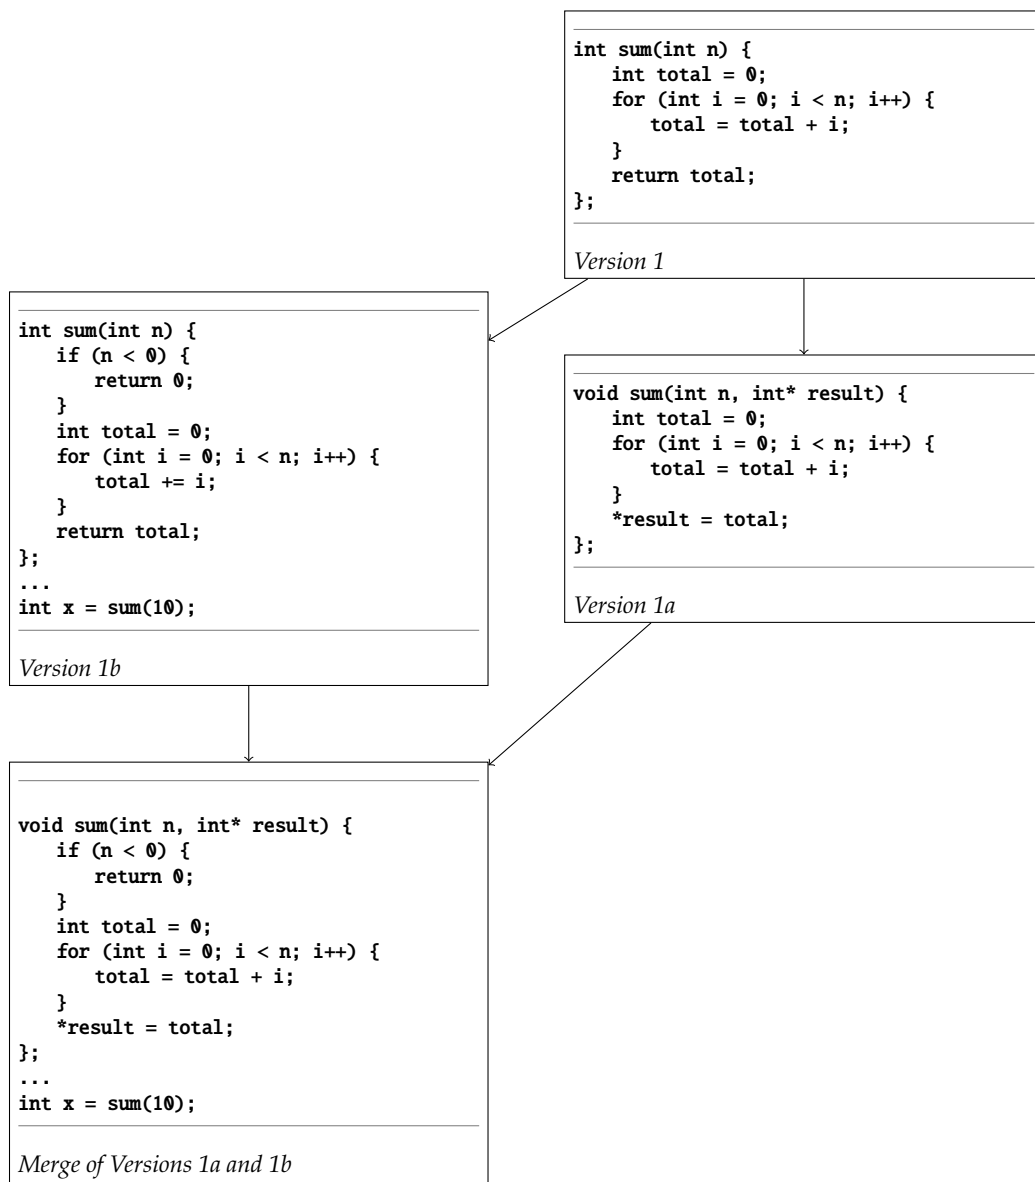 int sum(int n) {
   int total = 0;
   for (int i = 0; i < n; i++) {
      total = total + i;
   }
   return total;
};
Version 1
int sum(int n) {
   if (n < 0) {
      return 0;
   }
   int total = 0;
   for (int i = 0; i < n; i++) {
      total += i;
   }
   return total;
};
...
int x = sum(10);
Version 1b
void sum(int n, int* result) {
   int total = 0;
   for (int i = 0; i < n; i++) {
      total = total + i;
   }
   *result = total;
};
Version 1a
void sum(int n, int* result) {
   if (n < 0) {
      return 0;
   }
   int total = 0;
   for (int i = 0; i < n; i++) {
      total = total + i;
   }
   *result = total;
};
...
int x = sum(10);
Merge of Versions 1a and 1b